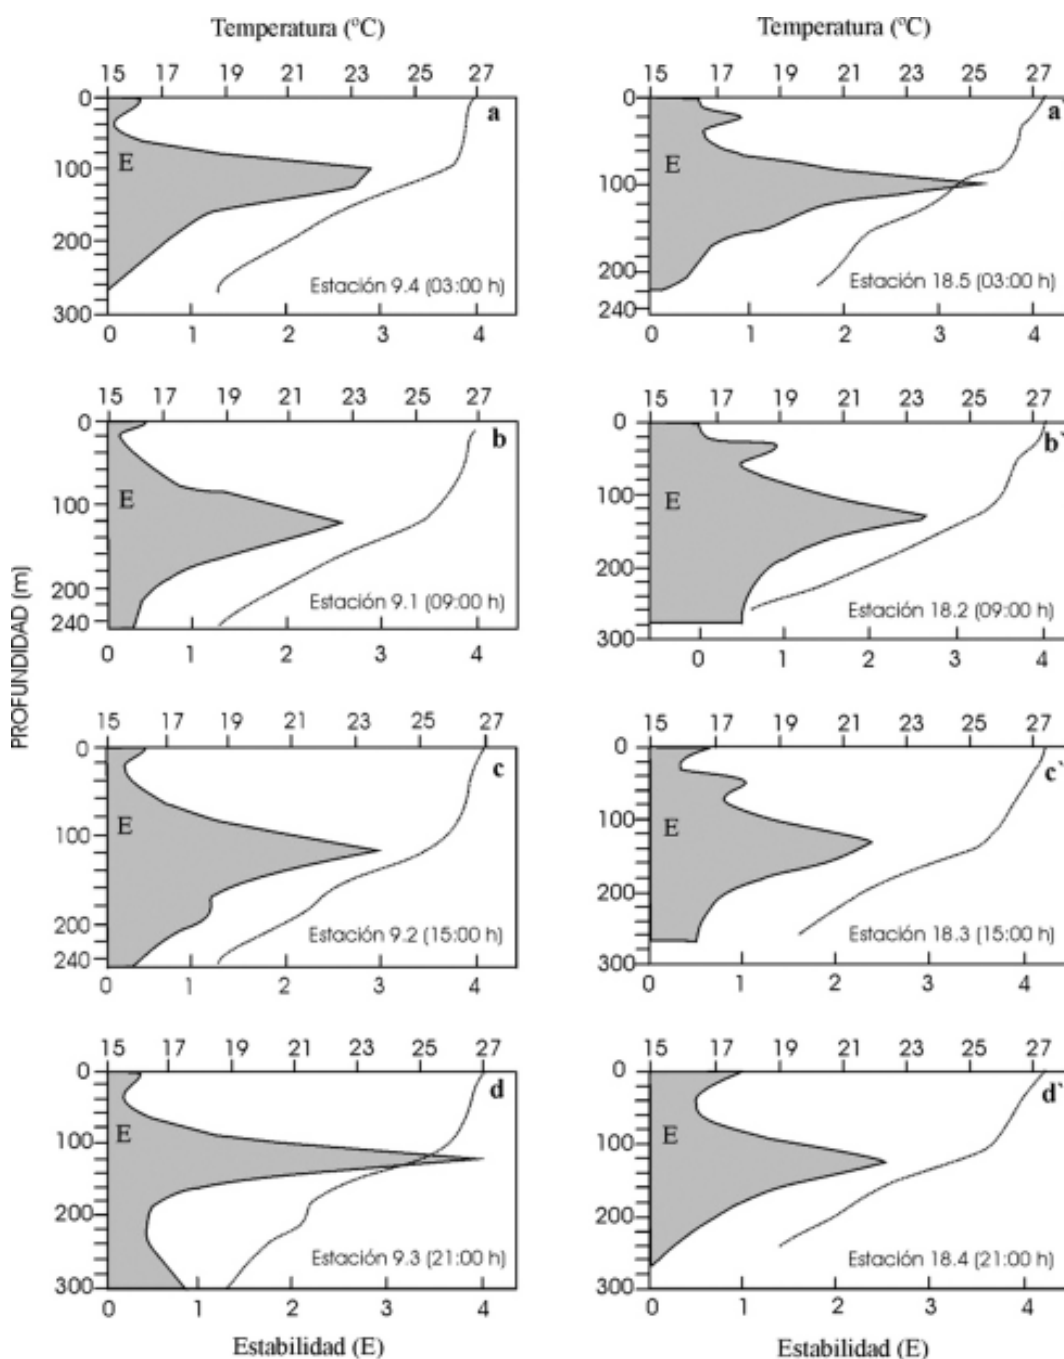 Temperatura (ºC)
15 17 19 21 23 25 27
0
100
200
300
E
a
Estación 9.4 (03:00 h)
0 1 2 3 4
Temperatura (ºC)
15 17 19 21 23 25 27
0
100
200
240
E
a
Estación 18.5 (03:00 h)
0 1 2 3 4
15 17 19 21 23 25 27
0
100
200
240
E
b
Estación 9.1 (09:00 h)
0 1 2 3 4
15 17 19 21 23 25 27
0
100
200
300
E
b`
Estación 18.2 (09:00 h)
0 1 2 3 4
PROFUNDIDAD (m)
15 17 19 21 23 25 27
0
100
200
240
E
c
Estación 9.2 (15:00 h)
0 1 2 3 4
15 17 19 21 23 25 27
0
100
200
300
E
c`
Estación 18.3 (15:00 h)
0 1 2 3 4
15 17 19 21 23 25 27
0
100
200
300
E
d
Estación 9.3 (21:00 h)
0 1 2 3 4
Estabilidad (E)
15 17 19 21 23 25 27
0
100
200
300
E
d`
Estación 18.4 (21:00 h)
0 1 2 3 4
Estabilidad (E)